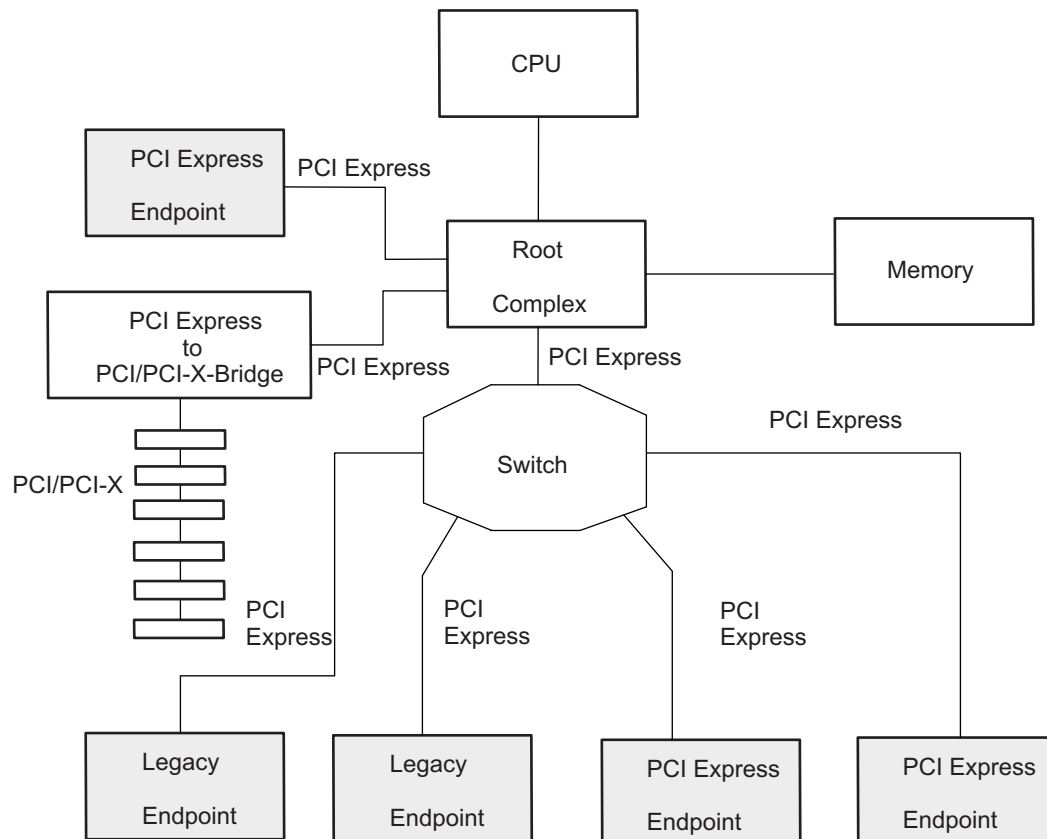 CPU
PCI Express
Endpoint
PCI Express
Root
Complex
Memory
PCI Express
to
PCI/PCI-X-Bridge
PCI Express
PCI Express
PCI/PCI-X
Switch
PCI Express
PCI
Express
PCI
Express
PCI
Express
Legacy
Endpoint
Legacy
Endpoint
PCI Express
Endpoint
PCI Express
Endpoint